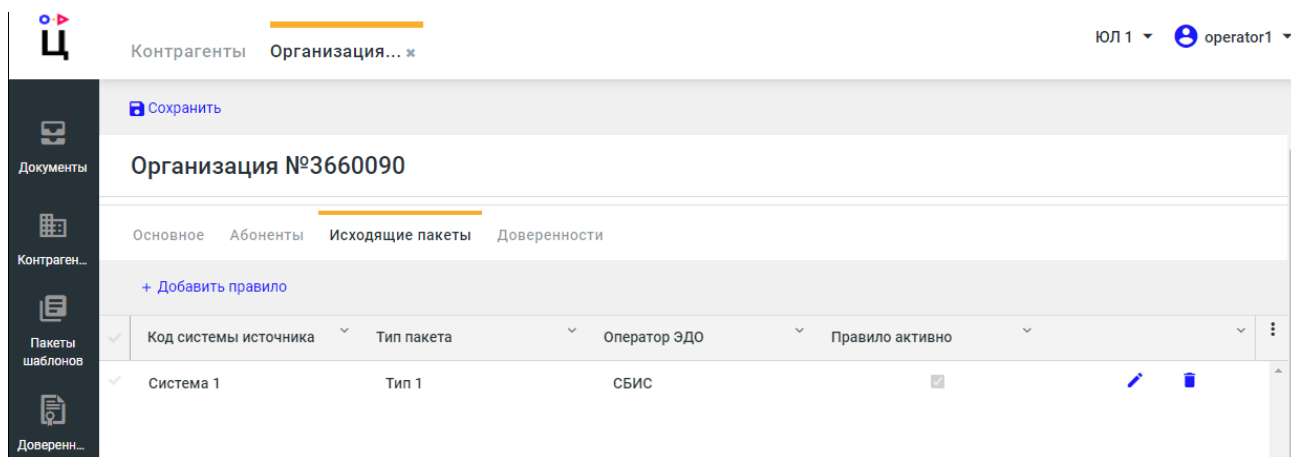 Ц
Контрагенты Организация... × ЮЛ 1 operator1
Сохранить
Организация №3660090
Документы
Основное Абоненты Исходящие пакеты Доверенности
Контраген...
+ Добавить правило
Код системы источника Тип пакета Оператор ЭДО Правило активно
Пакеты
шаблонов
Система 1 Тип 1 СБИС
Доверенн...